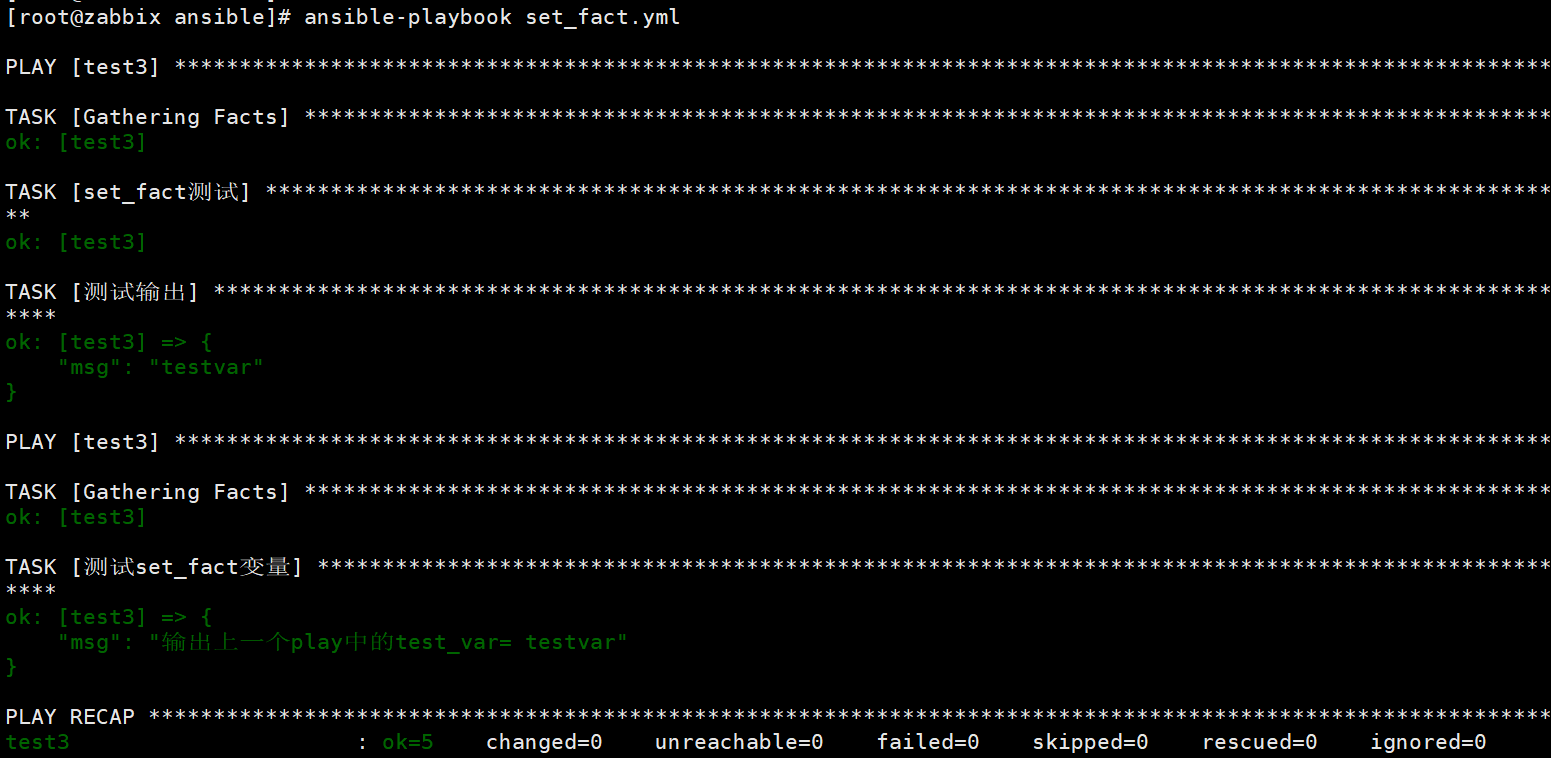 [root@zabbix ansible]# ansible-playbook set_fact.yml
PLAY [test3] **********************************************************************************************************
TASK [Gathering Facts] ************************************************************************************************
ok: [test3]
TASK [set_fact测试] ***************************************************************************************************
**
ok: [test3]
TASK [测试输出] *******************************************************************************************************
****
ok: [test3] => {
    "msg": "testvar"
}
PLAY [test3] **********************************************************************************************************
TASK [Gathering Facts] ************************************************************************************************
ok: [test3]
TASK [测试set_fact变量] ***********************************************************************************************
****
ok: [test3] => {
    "msg": "输出上一个play中的test_var= testvar"
}
PLAY RECAP ************************************************************************************************************
test3                      : ok=5    changed=0    unreachable=0    failed=0    skipped=0    rescued=0    ignored=0